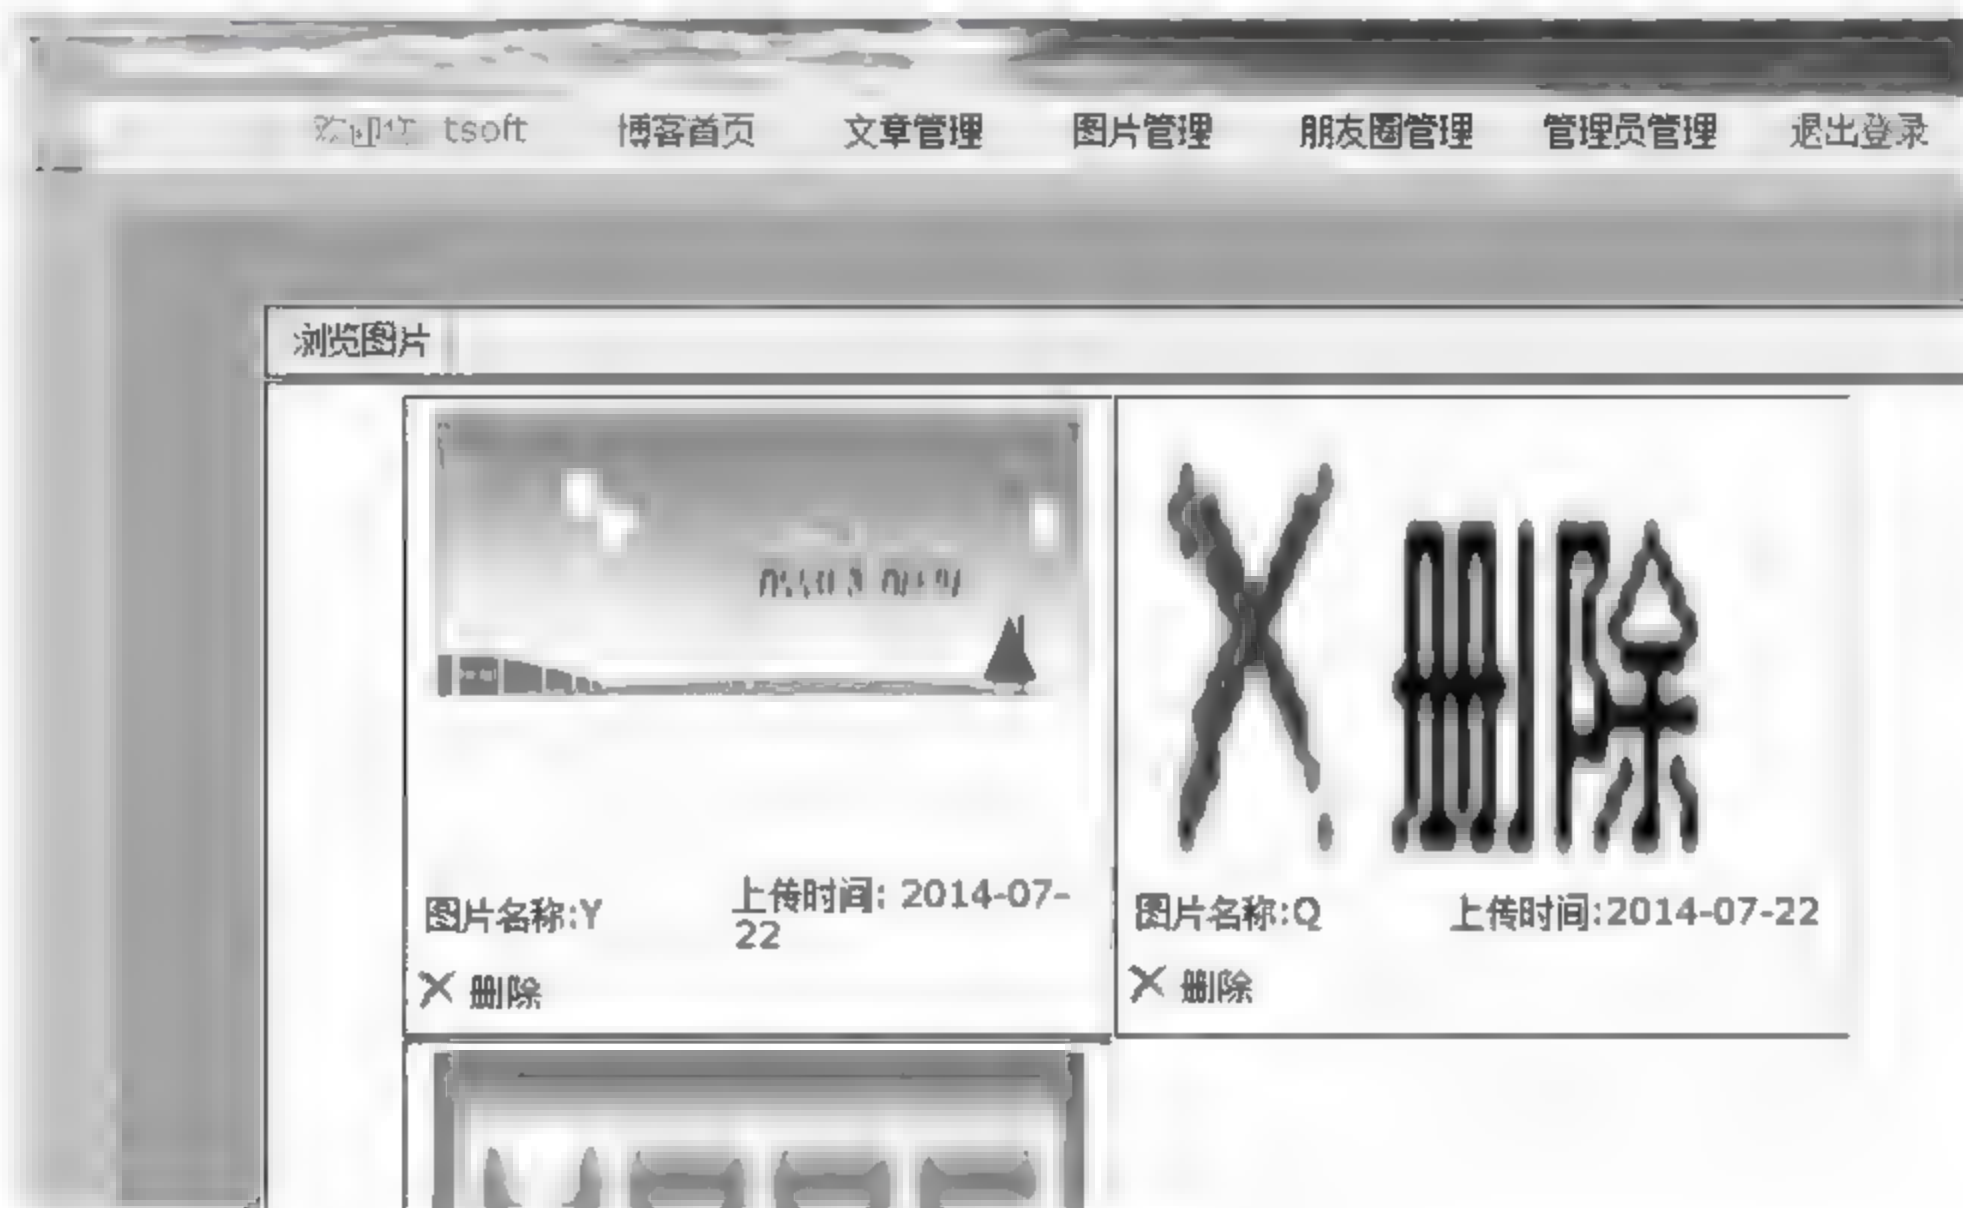 tsoft 博客首页 文章管理 图片管理 朋友圈管理 管理员管理 退出登录
浏览图片
删除
图片名称:Y 上传时间: 2014-07-
22
删除
图片名称:Q 上传时间:2014-07-22
删除